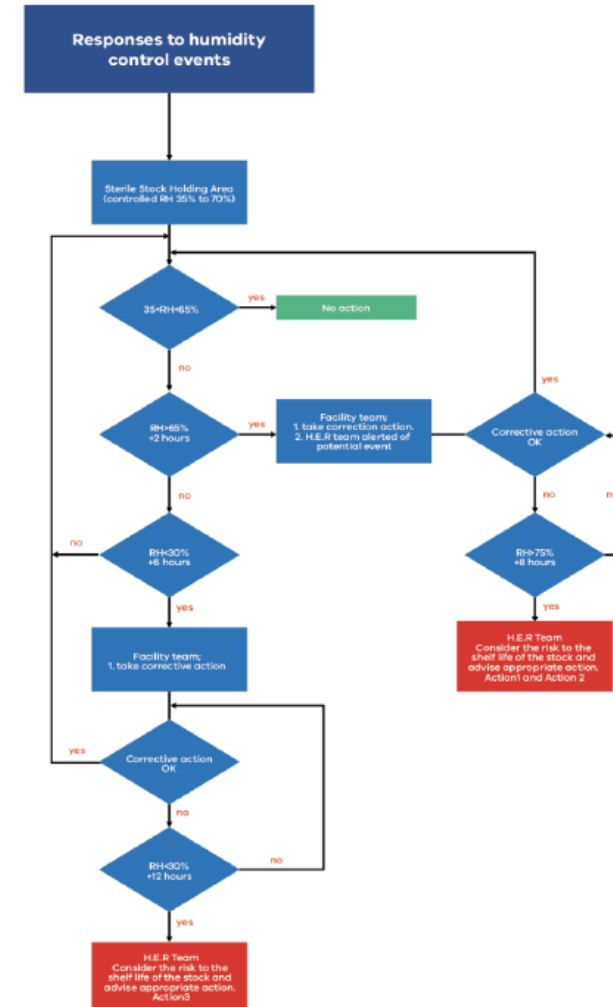 Responses to humidity
control events
Sterile Stock Holding Area
(controlled RH 35% to 70%)
35<RH<65%
yes
No action
no
RH>65%
+2 hours
yes
Facility team;
1. take correction action.
2. H.E.R team alerted of
potential event
yes
Corrective action
OK
no
no
no
RH<30%
+6 hours
no
RH>75%
+8 hours
yes
yes
Facility team;
1. take corrective action
H.E.R Team
Consider the risk to the
shelf life of the stock and
advise appropriate action.
Action1 and Action 2
yes
Corrective action
OK
no
RH<30%
+12 hours
no
yes
H.E.R Team
Consider the risk to the
shelf life of the stock and
advise appropriate action.
Action3